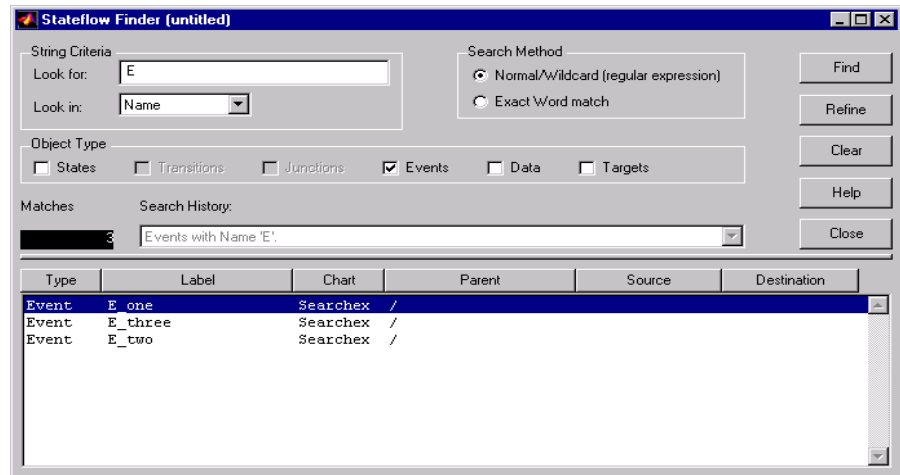 Stateflow Finder (untitled)
String Criteria
Look for: E
Look in: Name
Search Method
Normal/Wildcard (regular expression)
Exact Word match
Find
Refine
Clear
Help
Close
Object Type
States Transitions Junctions Events Data Targets
Matches Search History:
3 Events with Name 'E'.
Type Label Chart Parent Source Destination
Event E_one Searchex /
Event E_three Searchex /
Event E_two Searchex /